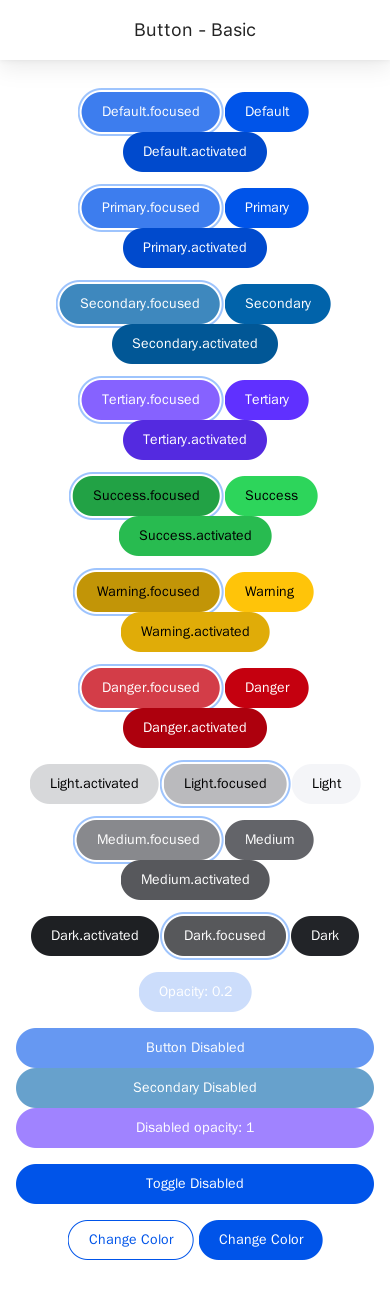 Button - Basic
Default.focused Default
Default.activated
Primary.focused Primary
Primary.activated
Secondary.focused Secondary
Secondary.activated
Tertiary.focused Tertiary
Tertiary.activated
Success.focused Success
Success.activated
Warning.focused Warning
Warning.activated
Danger.focused Danger
Danger.activated
Light.activated Light.focused Light
Medium.focused Medium
Medium.activated
Dark.activated Dark.focused Dark
Opacity: 0.2
Button Disabled
Secondary Disabled
Disabled opacity: 1
Toggle Disabled
Change Color Change Color